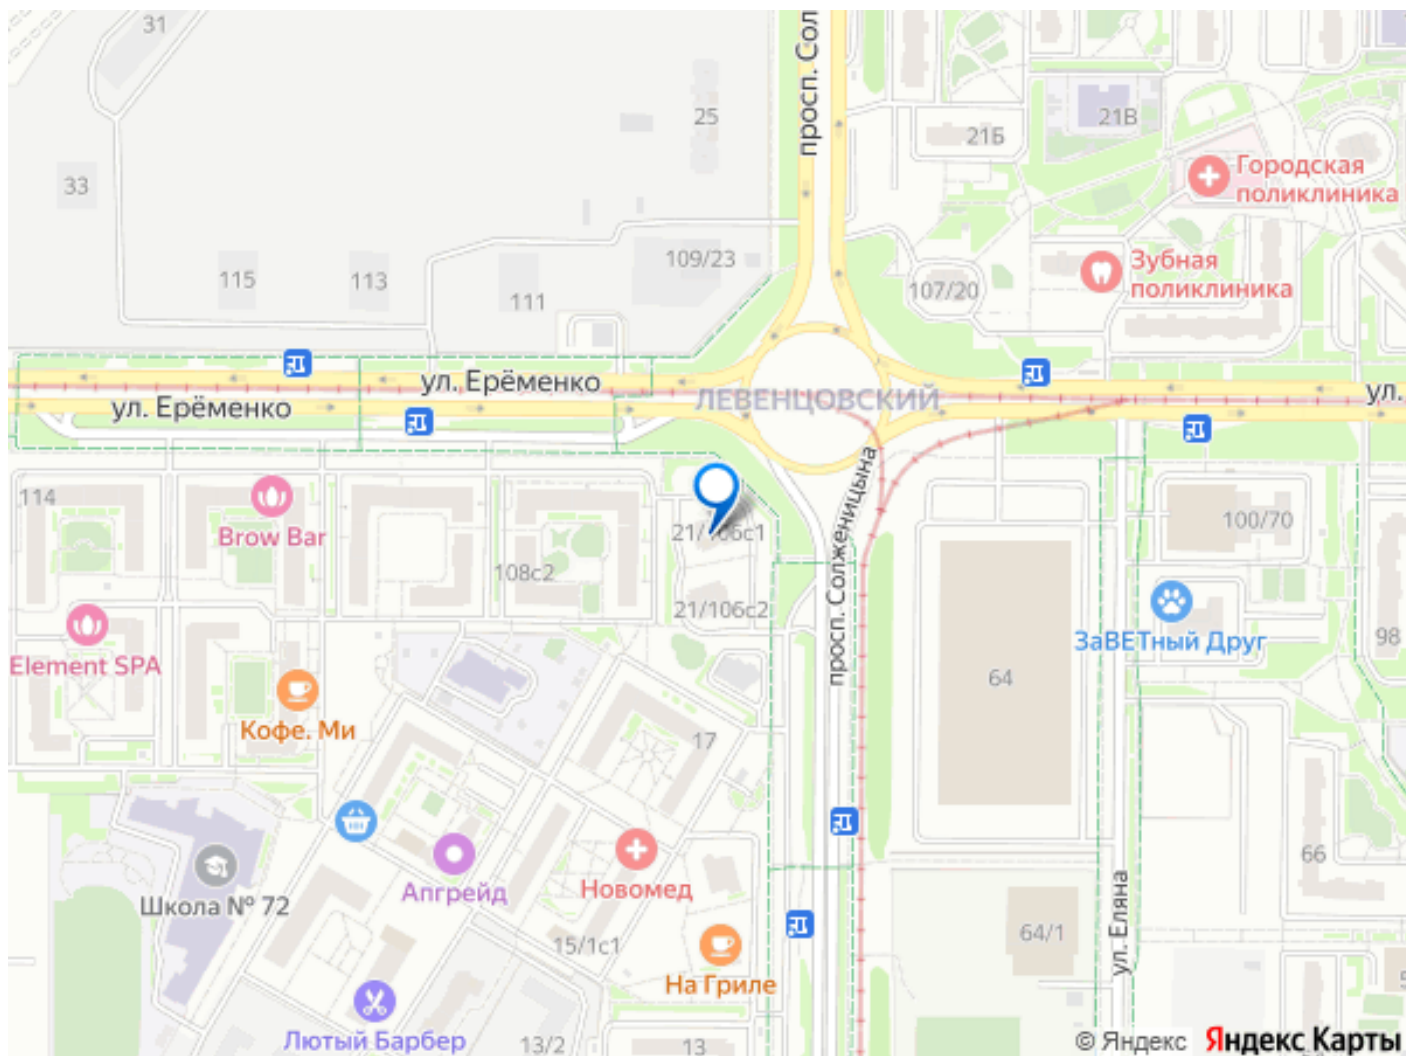 31
просп. Сол
25
21В
21Б
33
Городская
поликлиника
109/23
115
113
111
Зубная
поликлиника
107/20
ул. Ерёменко
ул. Ерёменко
ЛЕВЕНЦОВСКИЙ
ул.
114
Brow Bar
21/106с1
100/70
просп. Солженицына
108с2
21/106с2
ЗаВЕТный Друг
98
Element SPA
64
Кофе. Ми
17
66
Школа № 72
Апгрейд
Новомед
15/1с1
64/1
ул. Еляна
На Гриле
Лютый Барбер
13/2
13
© Яндекс
Яндекс Карты